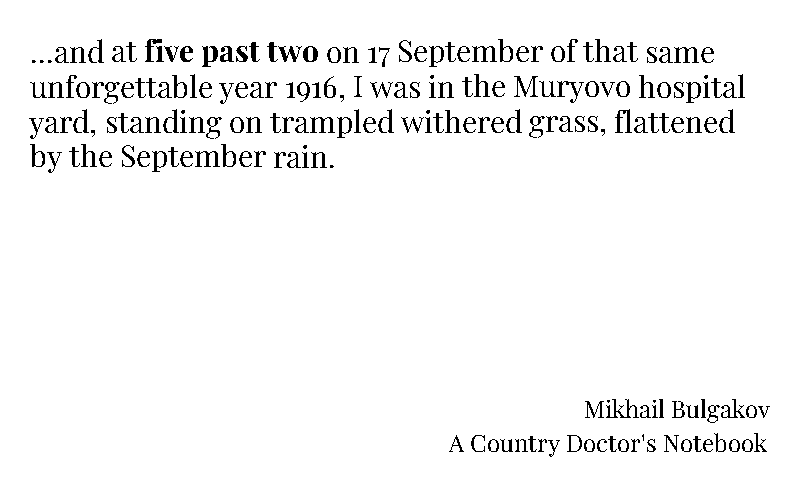 ...and at five past two on 17 September of that same
unforgettable year 1916, I was in the Muryovo hospital
yard, standing on trampled withered grass, flattened
by the September rain.
Mikhail Bulgakov
A Country Doctor's Notebook